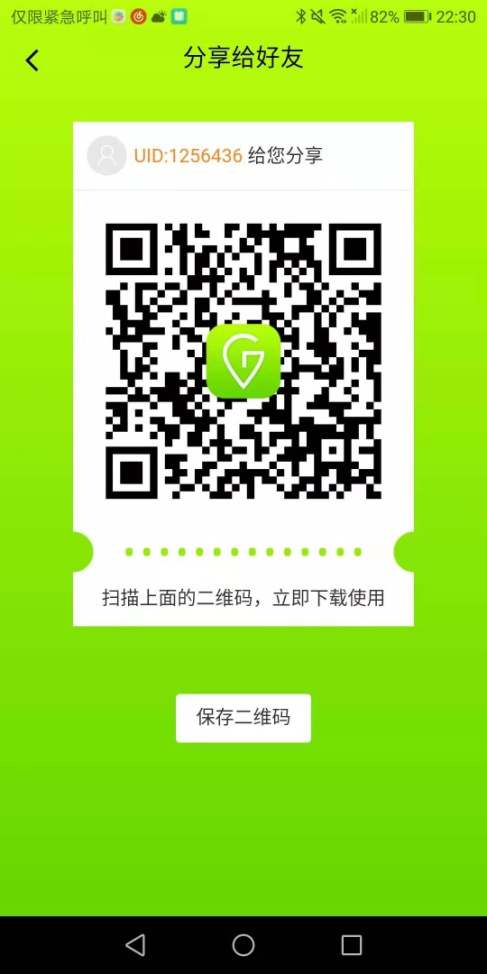 仅限紧急呼叫 82% 22:30
分享给好友
UID:1256436 给您分享
扫描上面的二维码，立即下载使用
保存二维码